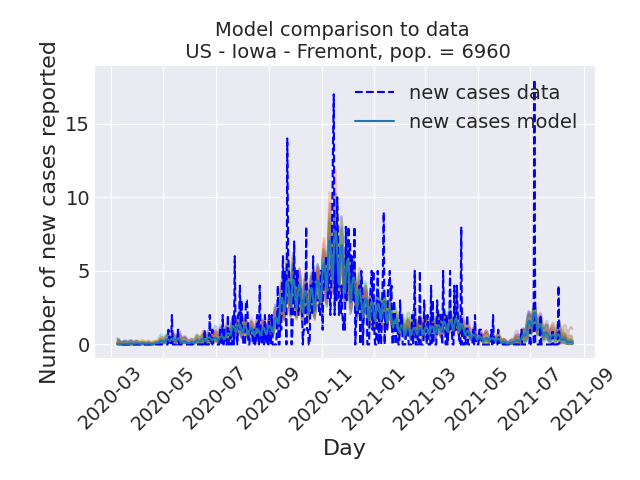 Model comparison to data
US - Iowa - Fremont, pop. = 6960
Number of new cases reported
15
10
5
0
new cases data
new cases model
2020-03
2020-05
2020-07
2020-09
2020-11
2021-01
2021-03
2021-05
2021-07
2021-09
Day